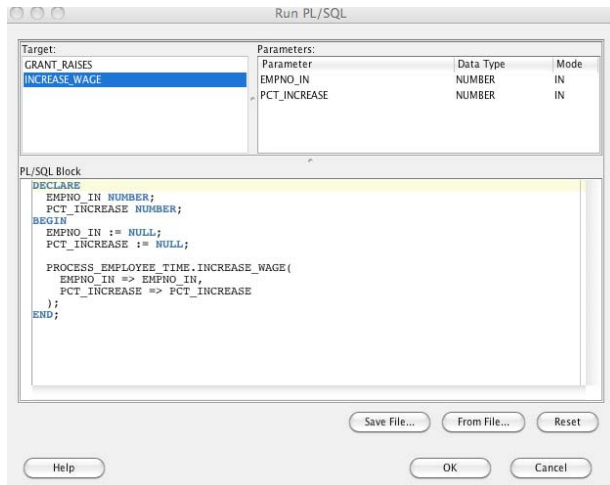 Run PL/SQL
Target:
GRANT_RAISES
INCREASE_WAGE
Parameters:
Parameter Data Type Mode
EMPNO_IN NUMBER IN
PCT_INCREASE NUMBER IN
PL/SQL Block
DECLARE
EMPNO_IN NUMBER;
PCT_INCREASE NUMBER;
BEGIN
EMPNO_IN := NULL;
PCT_INCREASE := NULL;
PROCESS_EMPLOYEE_TIME.INCREASE_WAGE(
EMPNO_IN => EMPNO_IN,
PCT_INCREASE => PCT_INCREASE
);
END;
Save File... From File... Reset
Help OK Cancel